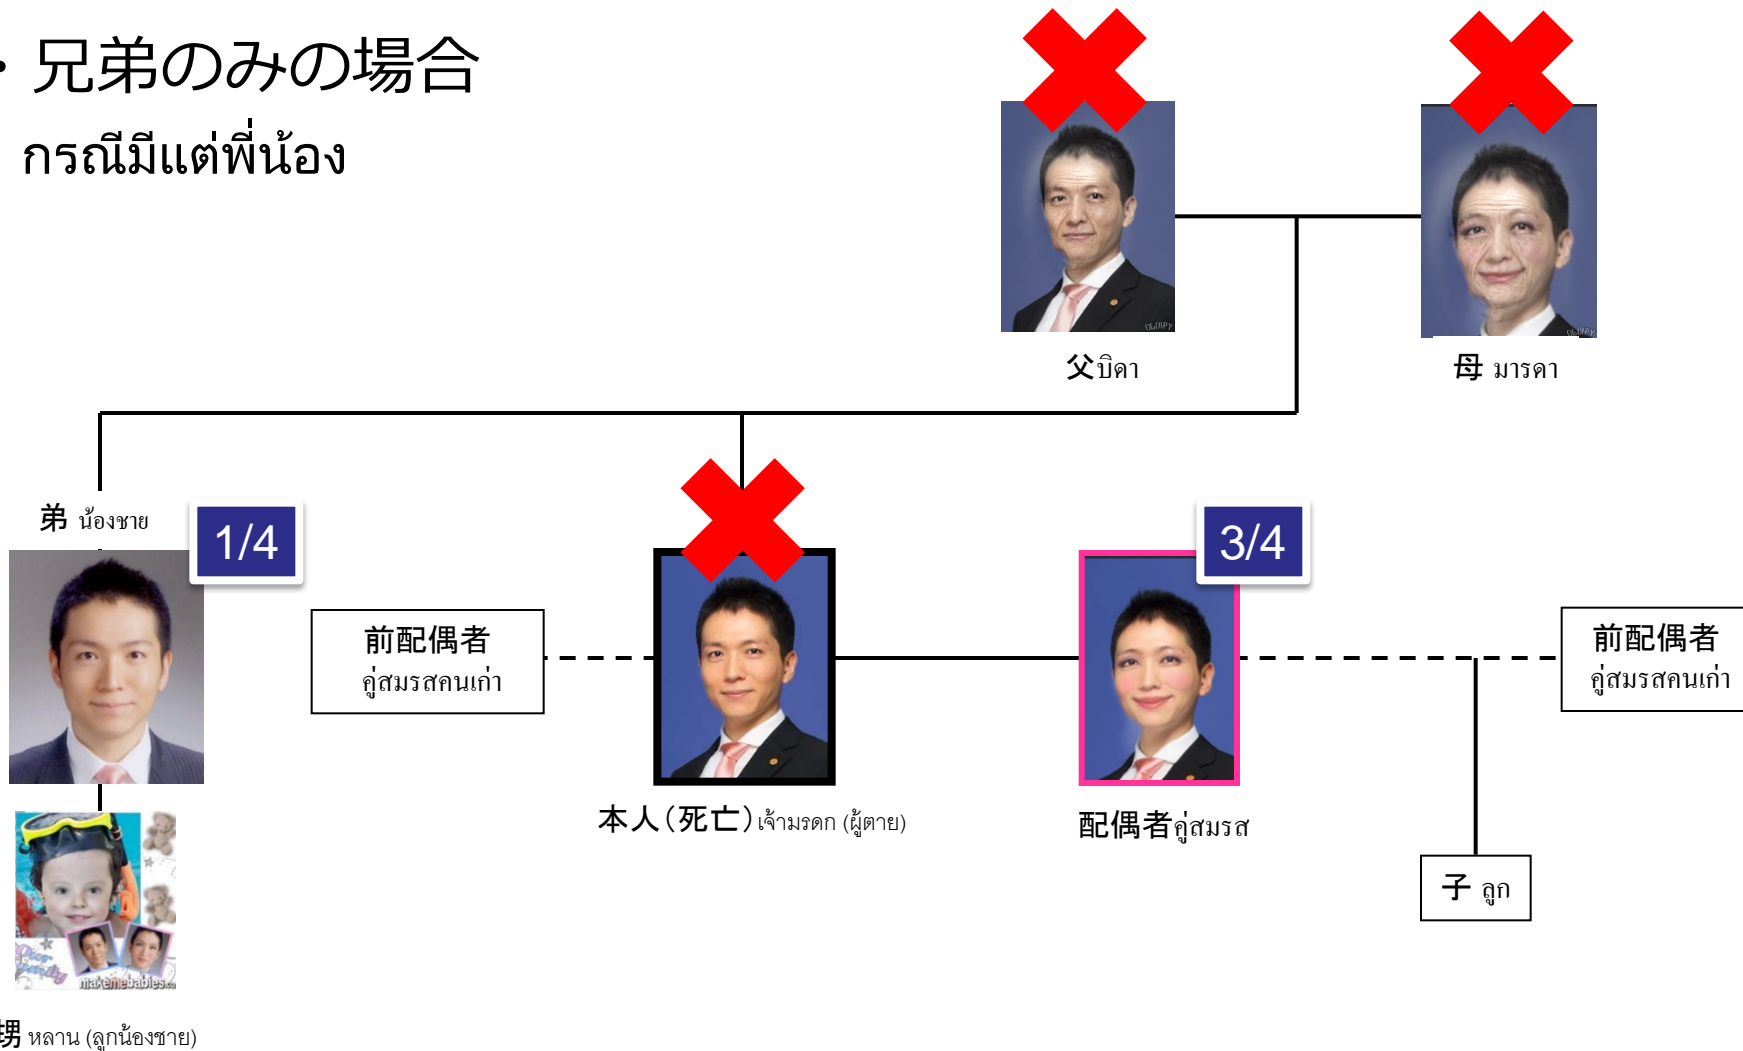 ・兄弟のみの場合
กรณีมีแต่พี่น้อง
父บิดา
母 มารดา
弟 น้องชาย
1/4
3/4
前配偶者
คู่สมรสคนเก่า
前配偶者
คู่สมรสคนเก่า
本人（死亡）เจ้ามรดก (ผู้ตาย)
配偶者คู่สมรส
子 ลูก
makemebabies.co
甥 หลาน (ลูกน้องชาย)